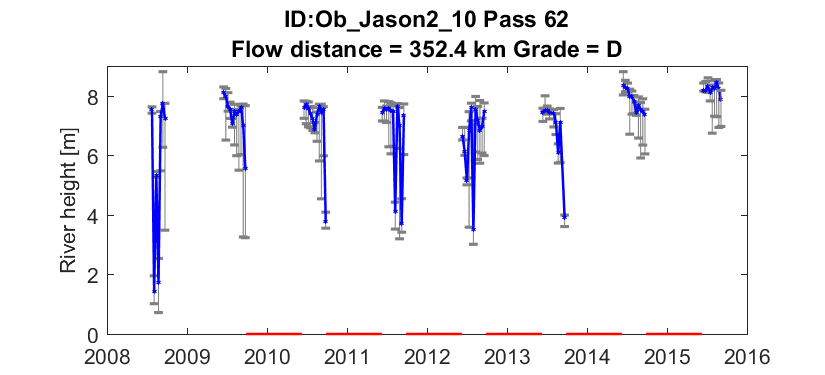 ID:Ob_Jason2_10 Pass 62
Flow distance = 352.4 km Grade = D
River height [m]
8
6
4
2
0
2008 2009 2010 2011 2012 2013 2014 2015 2016